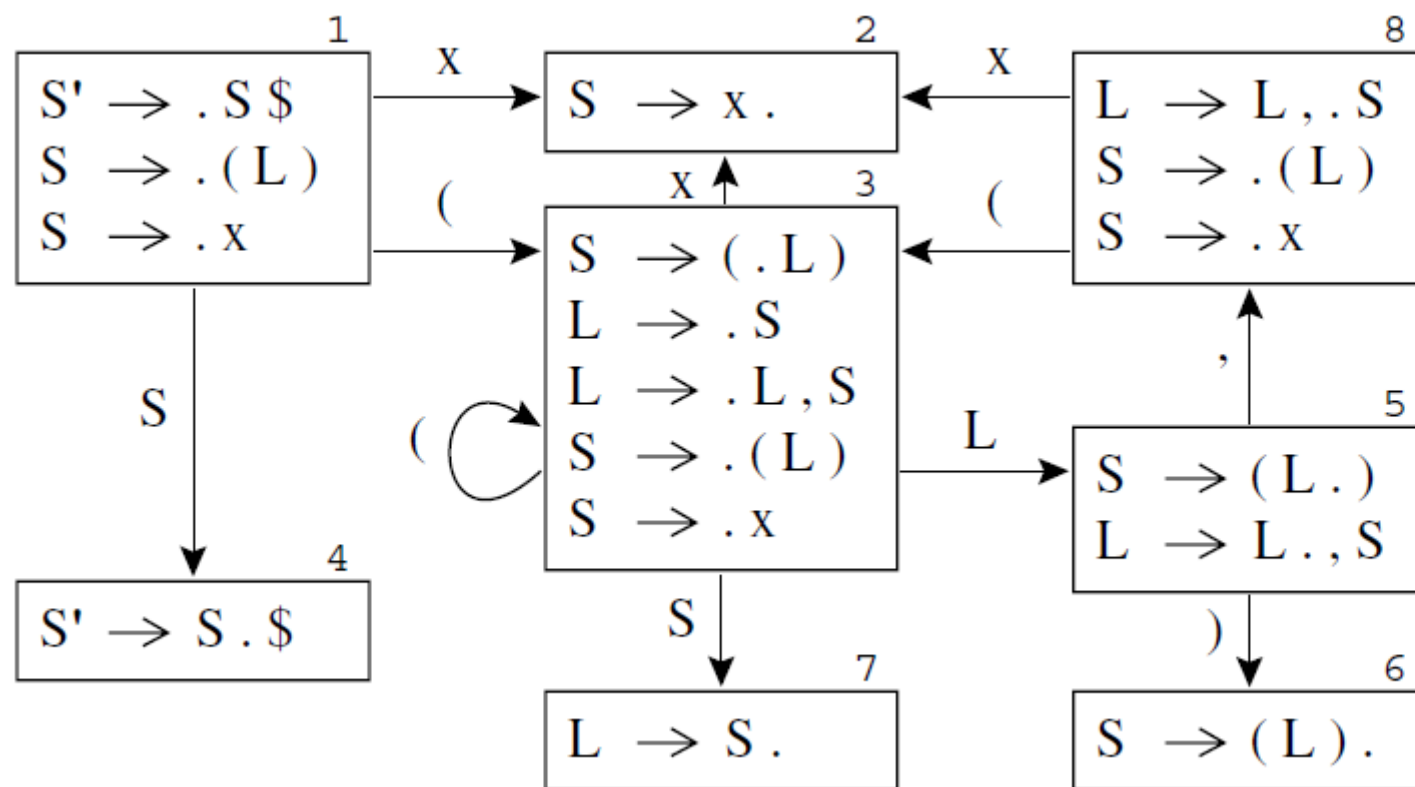 1
S' → . S $
S → . ( L )
S → . x
x
2
S → x .
x
8
L → L , . S
S → . ( L )
S → . x
(
x
3
S → ( . L )
L → . S
L → . L , S
S → . ( L )
S → . x
(
(
S
L
,
5
S → ( L . )
L → L . , S
4
S' → S . $
S
7
L → S .
)
6
S → ( L ) .